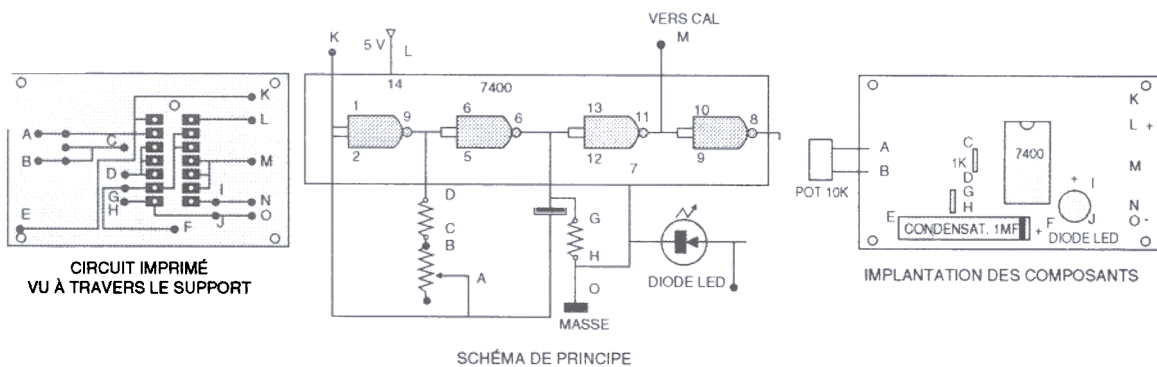 K
L
A
C
B
M
D
G
I
N
E
H
J
O
F
CIRCUIT IMPRIMÉ
VU À TRAVERS LE SUPPORT
VERS CAL
K
5 V
L
M
14
7400
1
9
6
6
13
11
10
8
2
5
12
9
7
D
C
B
A
G
H
O
DIODE LED
MASSE
SCHÉMA DE PRINCIPE
K
L +
A
C
7400
B
1K
M
POT 10K
D
G
+
I
N
H
E
CONDENSAT. 1MF
+ F
J
O -
DIODE LED
IMPLANTATION DES COMPOSANTS